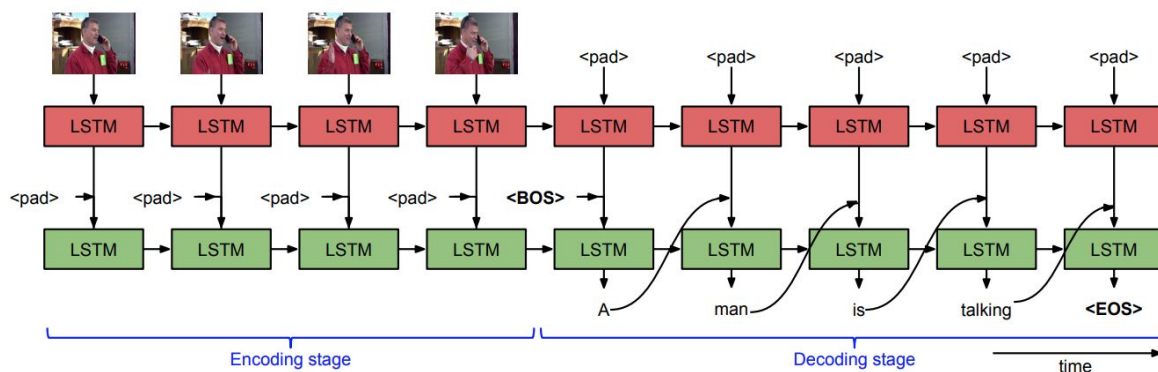 <pad> <pad> <pad> <pad> <pad>
LSTM LSTM LSTM LSTM LSTM LSTM LSTM LSTM LSTM
<pad> <pad> <pad> <pad> <BOS>
LSTM LSTM LSTM LSTM LSTM LSTM LSTM LSTM LSTM
A man is talking <EOS>
Encoding stage Decoding stage
time